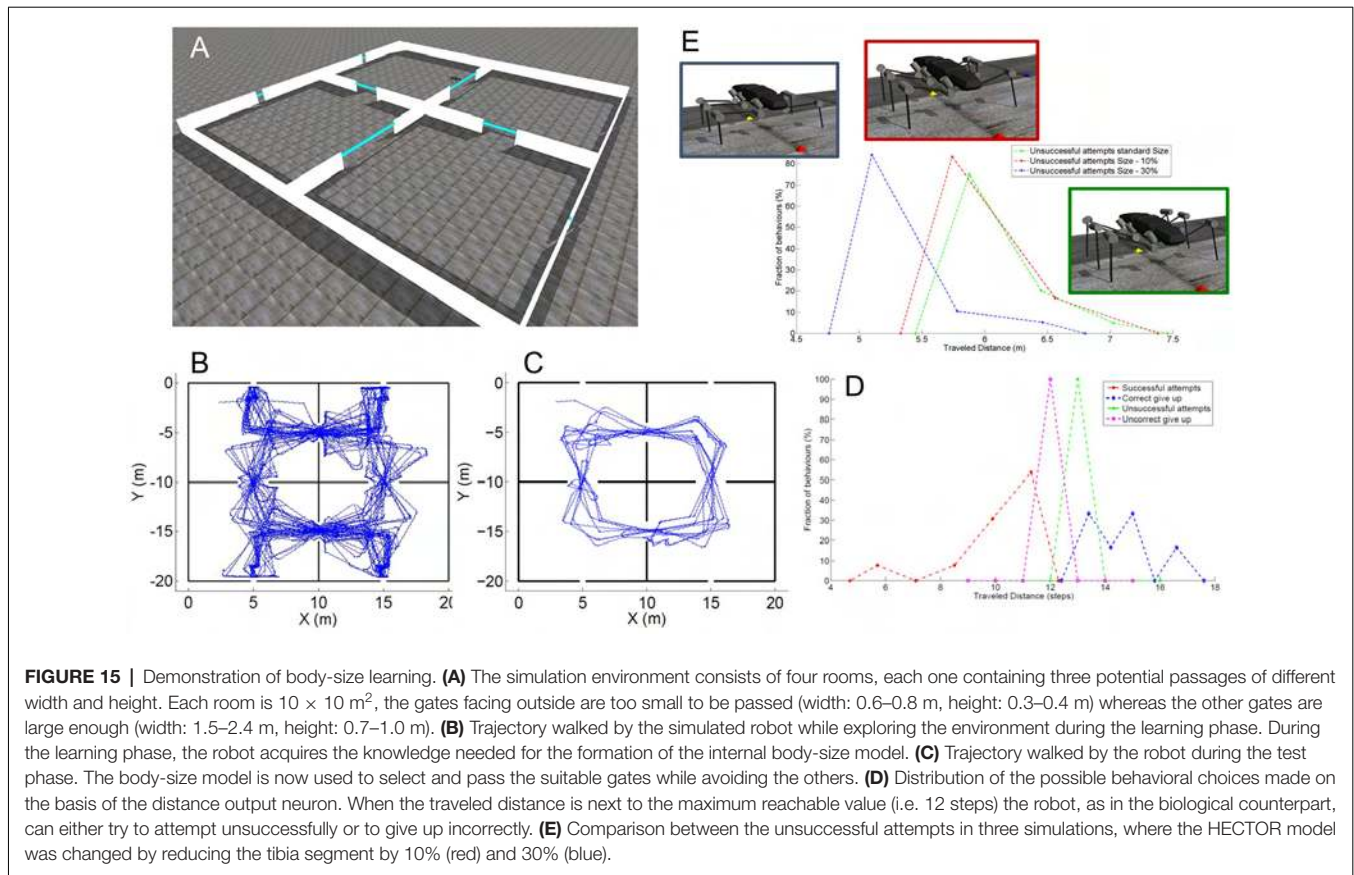 A
E
Unsuccessful attempts standard Size
Unsuccessful attempts Size - 10%
Unsuccessful attempts Size - 30%
Fraction of behaviours (%)
80
70
60
50
40
30
20
10
0
4.5 5 5.5 6 6.5 7 7.5
Traveled Distance (m)
B
0
-5
-10
-15
-20
Y (m)
0 5 10 15 20
X (m)
C
0
-5
-10
-15
-20
Y (m)
0 5 10 15 20
X (m)
D
Successful attempts
Correct give up
Unsuccessful attempts
Uncorrect give up
Fraction of behaviours (%)
100
90
80
70
60
50
40
30
20
10
0
4 6 8 10 12 14 16 18
Traveled Distance (steps)
FIGURE 15 | Demonstration of body-size learning. (A) The simulation environment consists of four rooms, each one containing three potential passages of different
width and height. Each room is 10 × 10 m², the gates facing outside are too small to be passed (width: 0.6–0.8 m, height: 0.3–0.4 m) whereas the other gates are
large enough (width: 1.5–2.4 m, height: 0.7–1.0 m). (B) Trajectory walked by the simulated robot while exploring the environment during the learning phase. During
the learning phase, the robot acquires the knowledge needed for the formation of the internal body-size model. (C) Trajectory walked by the robot during the test
phase. The body-size model is now used to select and pass the suitable gates while avoiding the others. (D) Distribution of the possible behavioral choices made on
the basis of the distance output neuron. When the traveled distance is next to the maximum reachable value (i.e. 12 steps) the robot, as in the biological counterpart,
can either try to attempt unsuccessfully or to give up incorrectly. (E) Comparison between the unsuccessful attempts in three simulations, where the HECTOR model
was changed by reducing the tibia segment by 10% (red) and 30% (blue).